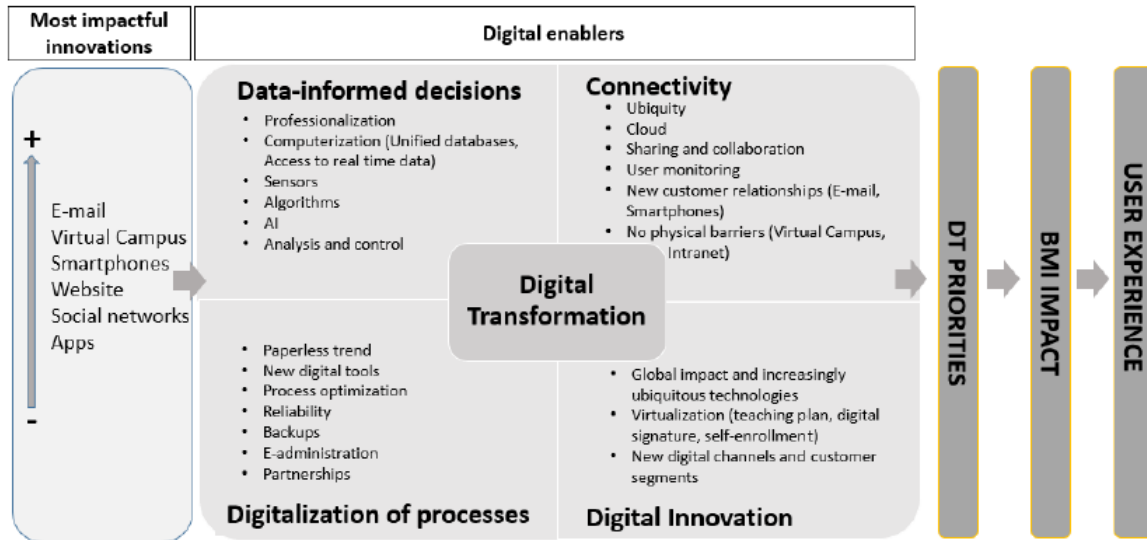 Most impactful
innovations
Digital enablers
+
E-mail
Virtual Campus
Smartphones
Website
Social networks
Apps
-
Data-informed decisions
• Professionalization
• Computerization (Unified databases,
Access to real time data)
• Sensors
• Algorithms
• AI
• Analysis and control
Connectivity
• Ubiquity
• Cloud
• Sharing and collaboration
• User monitoring
• New customer relationships (E-mail,
Smartphones)
• No physical barriers (Virtual Campus,
Intranet)
Digital
Transformation
• Paperless trend
• New digital tools
• Process optimization
• Reliability
• Backups
• E-administration
• Partnerships
Digitalization of processes
• Global impact and increasingly
ubiquitous technologies
• Virtualization (teaching plan, digital
signature, self-enrollment)
• New digital channels and customer
segments
Digital Innovation
DT PRIORITIES
BMI IMPACT
USER EXPERIENCE